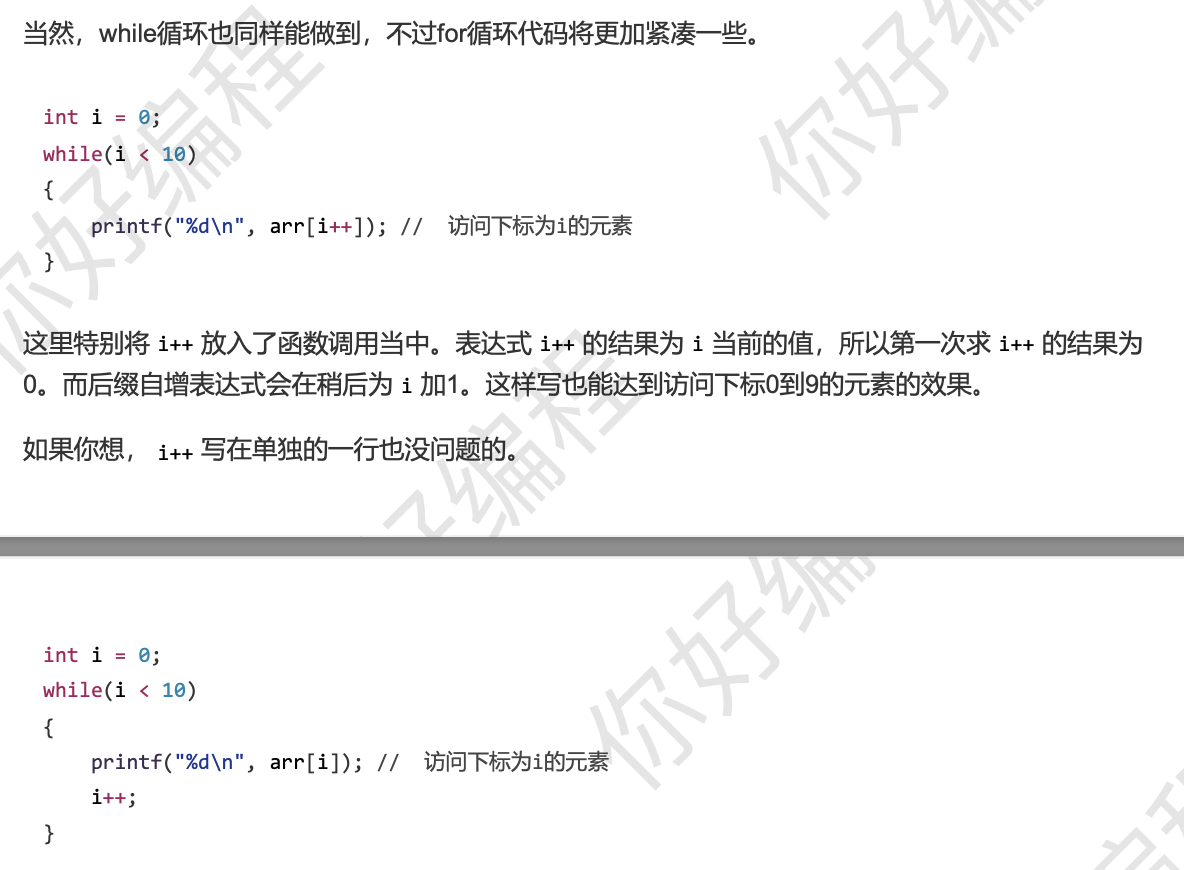 当然，while循环也同样能做到，不过for循环代码将更加紧凑一些。
int i = 0;
while(i < 10)
{
    printf("%d\n", arr[i++]); //  访问下标为i的元素
}
这里特别将 i++ 放入了函数调用当中。表达式 i++ 的结果为 i 当前的值，所以第一次求 i++ 的结果为
0。而后缀自增表达式会在稍后为 i 加1。这样写也能达到访问下标0到9的元素的效果。
如果你想， i++ 写在单独的一行也没问题的。
int i = 0;
while(i < 10)
{
    printf("%d\n", arr[i]); //  访问下标为i的元素
    i++;
}
你好编程
你好编
子编程
你好编
编程